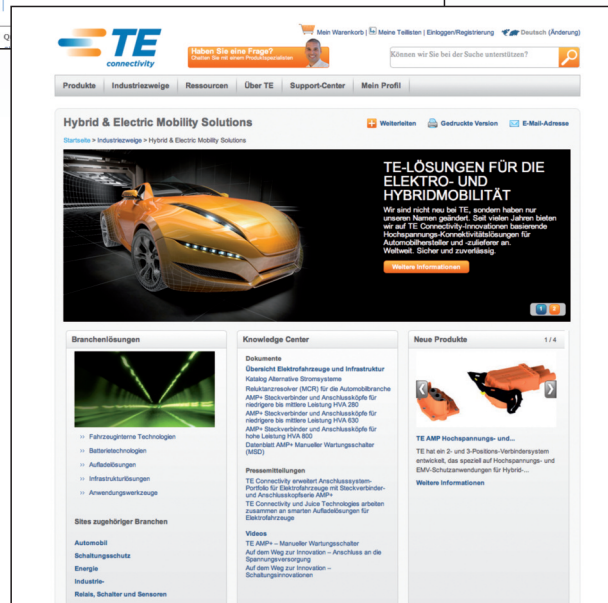 TE
connectivity
Mein Warenkorb | Meine Teillisten | Einloggen/Registrierung Deutsch (Änderung)
Haben Sie eine Frage?
Chatten Sie mit einem Produktspezialisten
Können wir Sie bei der Sache unterstützen?
Produkte Industriezweige Ressourcen Über TE Support-Center Mein Profil
Hybrid & Electric Mobility Solutions
Weiterleiten Gedruckte Version E-Mail-Adresse
Startseite > Industriezweige > Hybrid & Electric Mobility Solutions
TE-LÖSUNGEN FÜR DIE
ELEKTRO- UND
HYBRIDMOBILITÄT
Wir sind nicht neu bei TE, sondern haben nur
unseren Namen geändert. Seit vielen Jahren bieten
wir auf TE Connectivity-Innovationen basierende
Hochspannungs-Konnektivitätslösungen für
Automobilhersteller und -zulieferer an.
Weltweit. Sicher und zuverlässig.
Weitere Informationen
1 2
Branchenlösungen
›› Fahrzeuginterne Technologien
›› Batterietechnologien
›› Aufladelösungen
›› Infrastrukturlösungen
›› Anwendungswerkzeuge
Sites zugehöriger Branchen
Automobil
Schaltungsschutz
Energie
Industrie-
Relais, Schalter und Sensoren
Knowledge Center
Dokumente
Übersicht Elektrofahrzeuge und Infrastruktur
Katalog Alternative Stromsysteme
Reluktanzresolver (MCR) für die Automobilbranche
AMP+ Steckverbinder und Anschlussköpfe für
niedrigere bis mittlere Leistung HVA 280
AMP+ Steckverbinder und Anschlussköpfe für
niedrigere bis mittlere Leistung HVA 630
AMP+ Steckverbinder und Anschlussköpfe für
hohe Leistung HVA 800
Datenblatt AMP+ Manueller Wartungsschalter
(MSD)
Pressemitteilungen
TE Connectivity erweitert Anschlusssystem-
Portfolio für Elektrofahrzeuge mit Steckverbinder-
und Anschlusskopfserie AMP+
TE Connectivity und Juice Technologies arbeiten
zusammen an smarten Aufladelösungen für
Elektrofahrzeuge
Videos
TE AMP+ – Manueller Wartungsschalter
Auf dem Weg zur Innovation – Anschluss an die
Spannungsversorgung
Auf dem Weg zur Innovation –
Schaltungsinnovationen
Neue Produkte 1/4
TE AMP Hochspannungs- und...
TE hat ein 2- und 3-Positions-Verbindersystem
entwickelt, das speziell auf Hochspannungs- und
EMV-Schutzanwendungen für Hybrid-...
Weitere Informationen